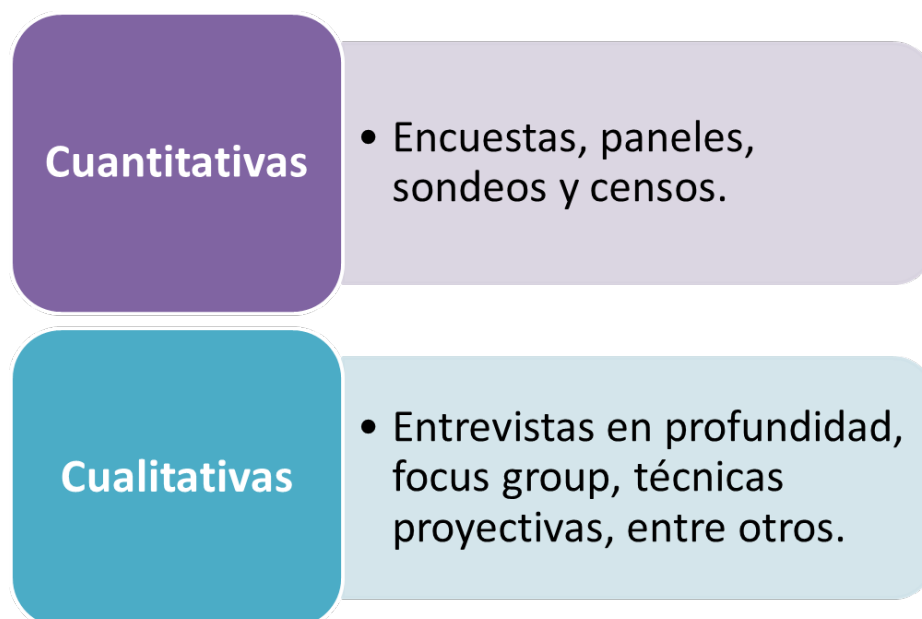 Cuantitativas
• Encuestas, paneles,
sondeos y censos.
Cualitativas
• Entrevistas en profundidad,
focus group, técnicas
proyectivas, entre otros.